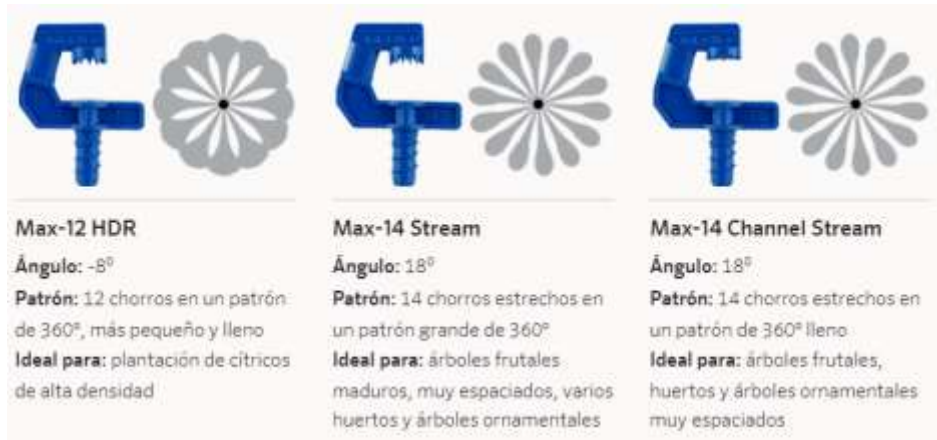 Max-12 HDR
Ángulo: -8º
Patrón: 12 chorros en un patrón
de 360º, más pequeño y lleno
Ideal para: plantación de cítricos
de alta densidad
Max-14 Stream
Ángulo: 18º
Patrón: 14 chorros estrechos en
un patrón grande de 360º
Ideal para: árboles frutales
maduros, muy espaciados, varios
huertos y árboles ornamentales
Max-14 Channel Stream
Ángulo: 18º
Patrón: 14 chorros estrechos en
un patrón de 360º lleno
Ideal para: árboles frutales,
huertos y árboles ornamentales
muy espaciados